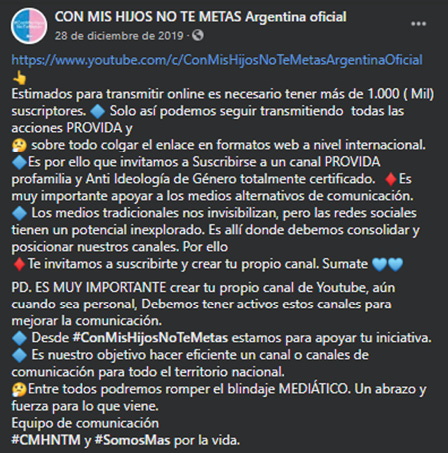 CON MIS HIJOS NO TE METAS Argentina oficial
28 de diciembre de 2019 ·
https://www.youtube.com/c/ConMisHijosNoTeMetasArgentinaOficial
👆
Estimados para transmitir online es necesario tener más de 1.000 ( Mil)
suscriptores. 🔷 Solo así podemos seguir transmitiendo todas las
acciones PROVIDA y
🤔 sobre todo colgar el enlace en formatos web a nivel internacional.
🔷Es por ello que invitamos a Suscribirse a un canal PROVIDA
profamilia y Anti Ideología de Género totalmente certificado. ♦️Es
muy importante apoyar a los medios alternativos de comunicación.
🔷 Los medios tradicionales nos invisibilizan, pero las redes sociales
tienen un potencial inexplorado. Es allí donde debemos consolidar y
posicionar nuestros canales. Por ello
♦️Te invitamos a suscribirte y crear tu propio canal. Sumate 💙💙
PD. ES MUY IMPORTANTE crear tu propio canal de Youtube, aún
cuando sea personal, Debemos tener activos estos canales para
mejorar la comunicación.
🔷 Desde #ConMisHijosNoTeMetas estamos para apoyar tu iniciativa.
🔷 Es nuestro objetivo hacer eficiente un canal o canales de
comunicación para todo el territorio nacional.
🤔Entre todos podremos romper el blindaje MEDIÁTICO. Un abrazo y
fuerza para lo que viene.
Equipo de comunicación
#CMHNTM y #SomosMas por la vida.